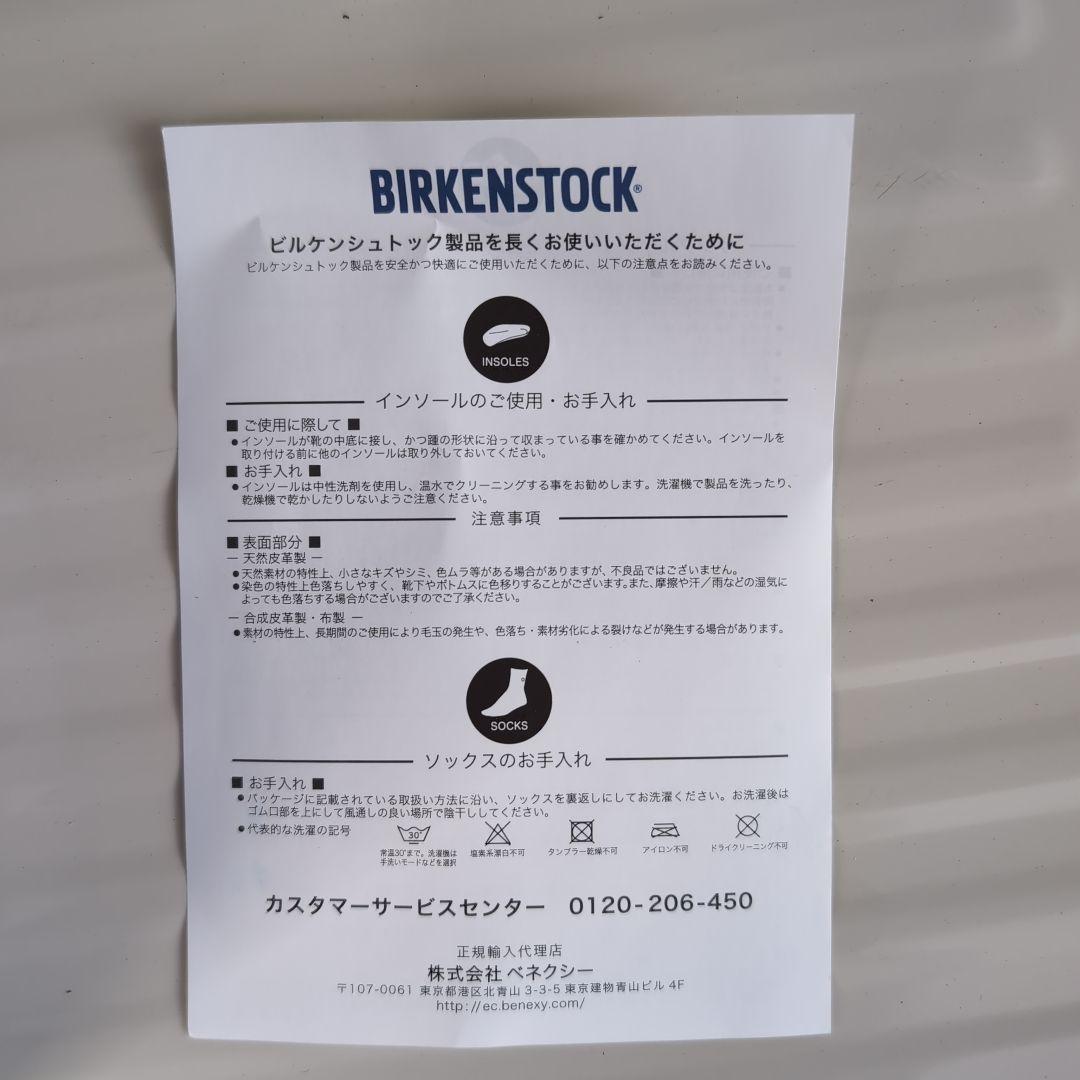 BIRKENSTOCK®
ビルケンシュトック製品を長くお使いいただくために
ビルケンシュトック製品を安全かつ快適にご使用いただくために、以下の注意点をお読みください。
INSOLES
インソールのご使用・お手入れ
■ ご使用に際して ■
●インソールが靴の中底に接し、かつ踵の形状に沿って収まっている事を確かめてください。インソールを
取り付ける前に他のインソールは取り外しておいてください。
■ お手入れ ■
●インソールは中性洗剤を使用し、温水でクリーニングする事をお勧めします。洗濯機で製品を洗ったり、
乾燥機で乾かしたりしないようご注意ください。
注意事項
■ 表面部分 ■
― 天然皮革製 ―
●天然素材の特性上、小さなキズやシミ、色ムラ等がある場合がありますが、不良品ではございません。
●染色の特性上色落ちしやすく、靴下やボトムスに色移りすることがございます。また、摩擦や汗／雨などの湿気に
よっても色落ちする場合がございますのでご了承ください。
― 合成皮革製・布製 ―
●素材の特性上、長期間のご使用により毛玉の発生や、色落ち・素材劣化による裂けなどが発生する場合があります。
SOCKS
ソックスのお手入れ
■ お手入れ ■
●パッケージに記載されている取扱い方法に沿い、ソックスを裏返しにしてお洗濯ください。お洗濯後は
ゴム口部を上にして風通しの良い場所で陰干ししてください。
●代表的な洗濯の記号
30°
常温30°まで。洗濯機は
手洗いモードなどを選択
塩素系漂白不可
タンブラー乾燥不可
アイロン不可
ドライクリーニング不可
カスタマーサービスセンター 0120-206-450
正規輸入代理店
株式会社 ベネクシー
〒107-0061 東京都港区北青山 3-3-5 東京建物青山ビル 4F
http://ec.benexy.com/